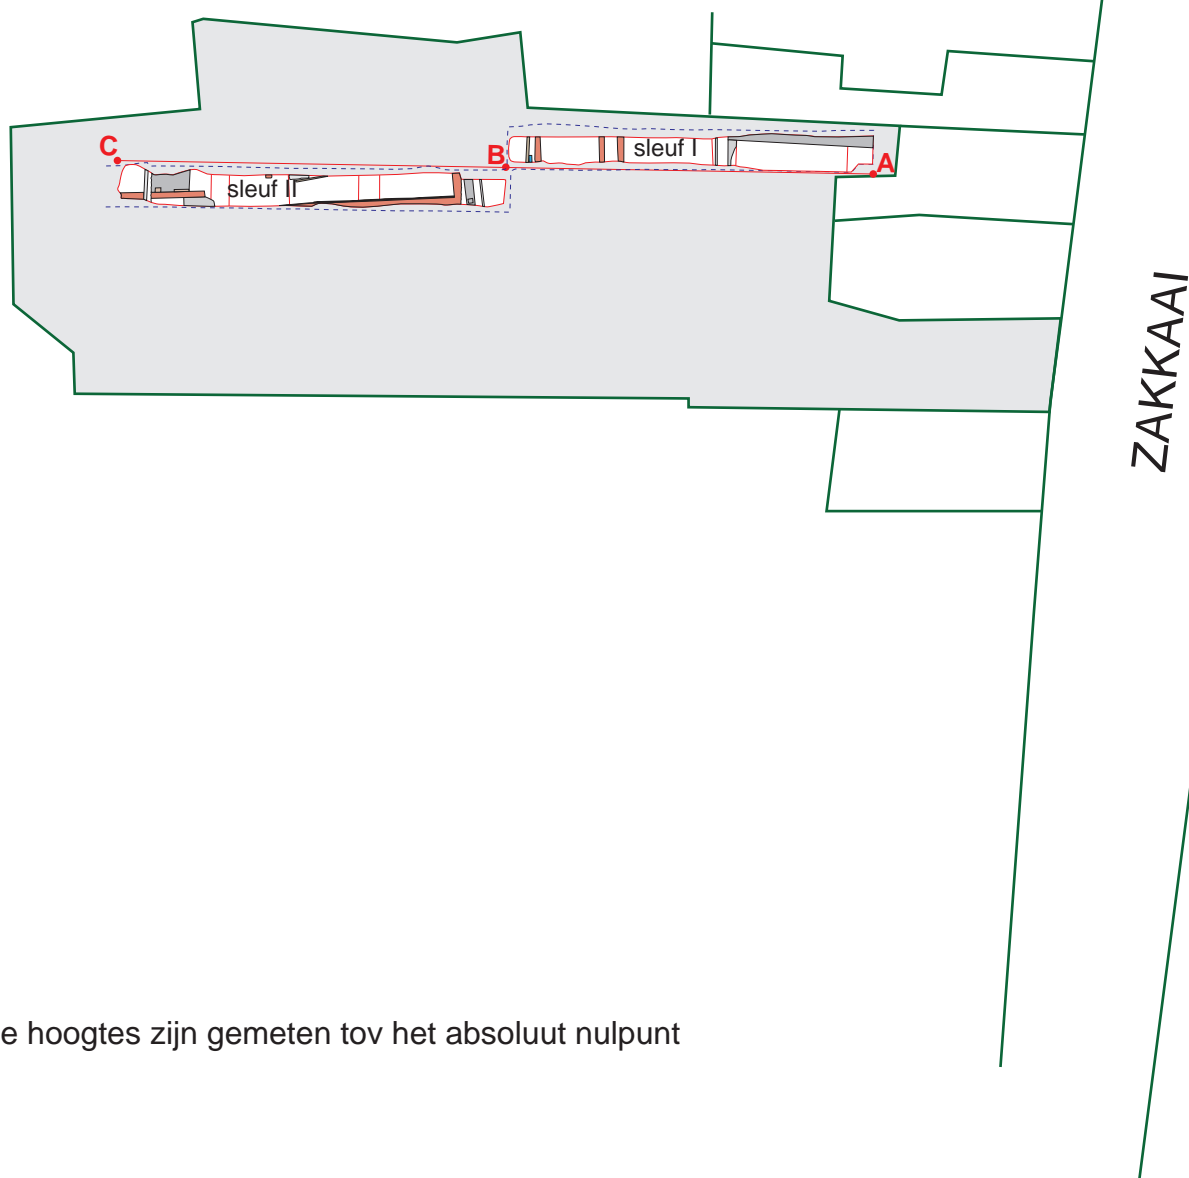 C
B
sleuf I
A
sleuf II
ZAKKAAI
e hoogtes zijn gemeten tov het absoluut nulpunt